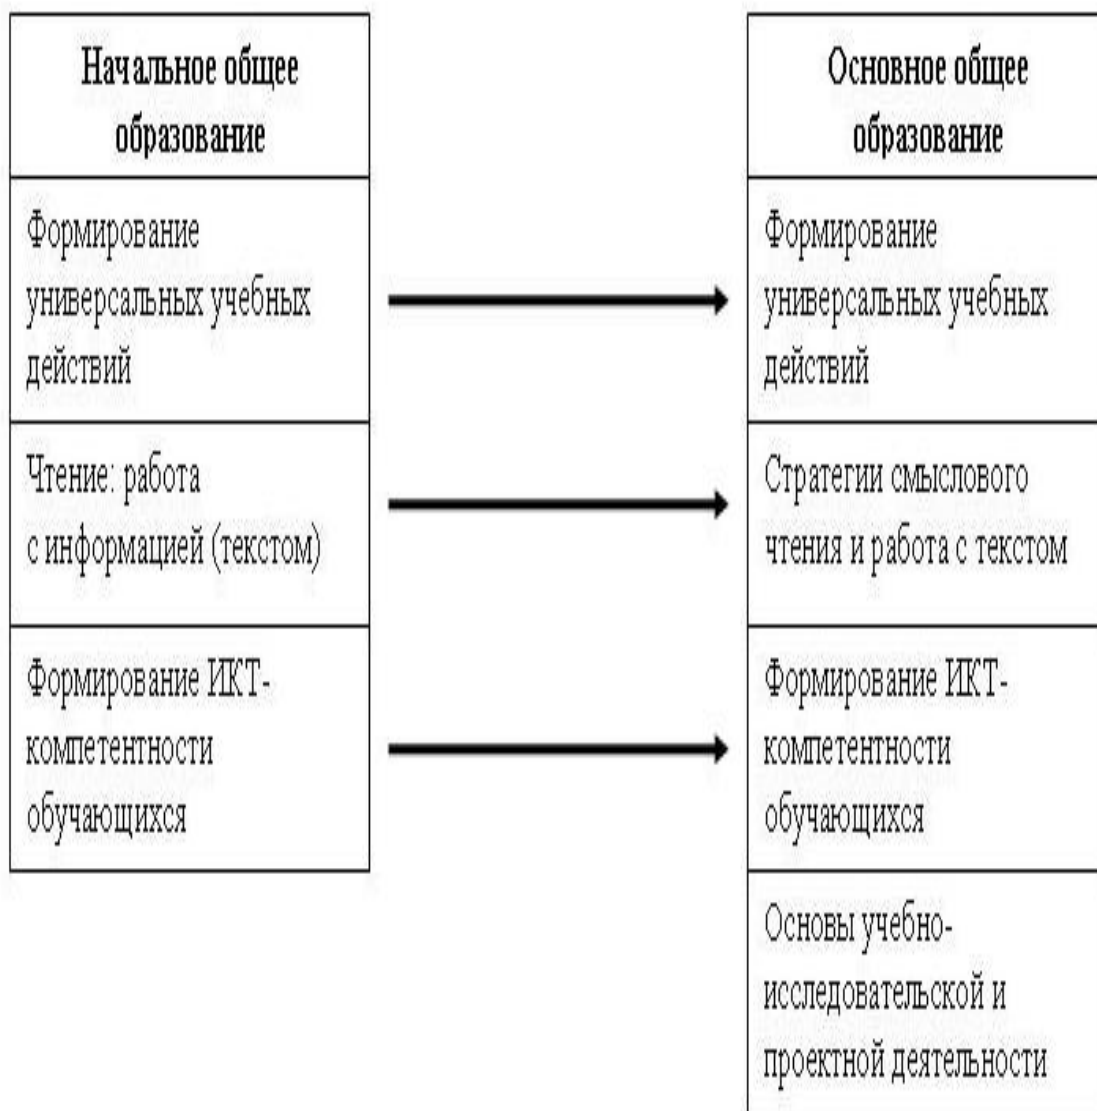 Начальное общее
образование
Формирование
универсальных учебных
действий
Чтение: работа
с информацией (текстом)
Формирование ИКТ-
компетентности
обучающихся
Основное общее
образование
Формирование
универсальных учебных
действий
Стратегии смыслового
чтения и работа с текстом
Формирование ИКТ-
компетентности
обучающихся
Основы учебно-
исследовательской и
проектной деятельности